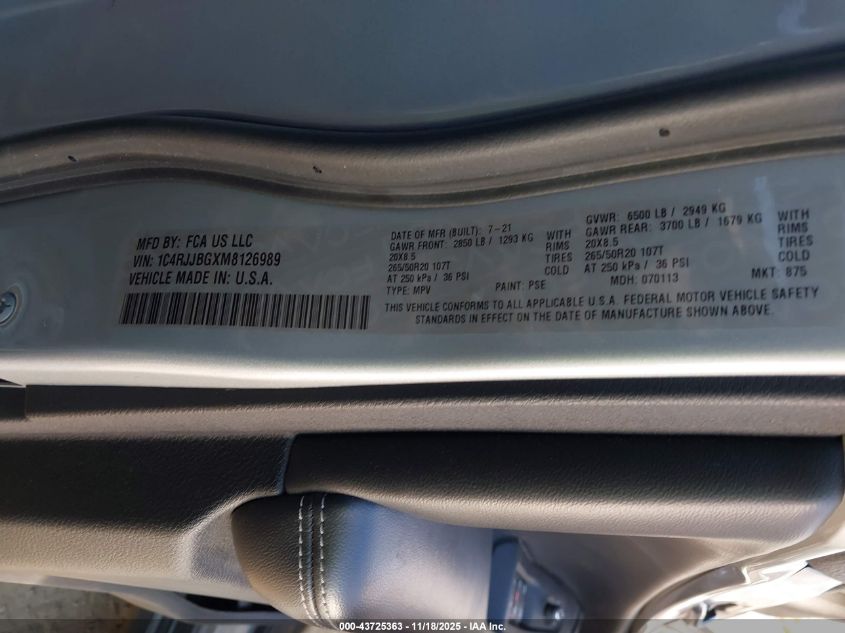 MFD BY: FCA US LLC
VIN: 1C4RJJBGXM8126989
VEHICLE MADE IN: U.S.A.
DATE OF MFR (BUILT): 7-21
GAWR FRONT: 2850 LB / 1293 KG WITH
20X8.5 RIMS
265/50R20 107T TIRES
AT 250 kPa / 36 PSI COLD
TYPE: MPV PAINT: PSE
GVWR: 6500 LB / 2949 KG
GAWR REAR: 3700 LB / 1679 KG WITH
20X8.5 RIMS
265/50R20 107T TIRES
AT 250 kPa / 36 PSI COLD
MDH: 070113 MKT: 875
THIS VEHICLE CONFORMS TO ALL APPLICABLE U.S.A. FEDERAL MOTOR VEHICLE SAFETY
STANDARDS IN EFFECT ON THE DATE OF MANUFACTURE SHOWN ABOVE.
000-43725363 - 11/18/2025 - IAA Inc.